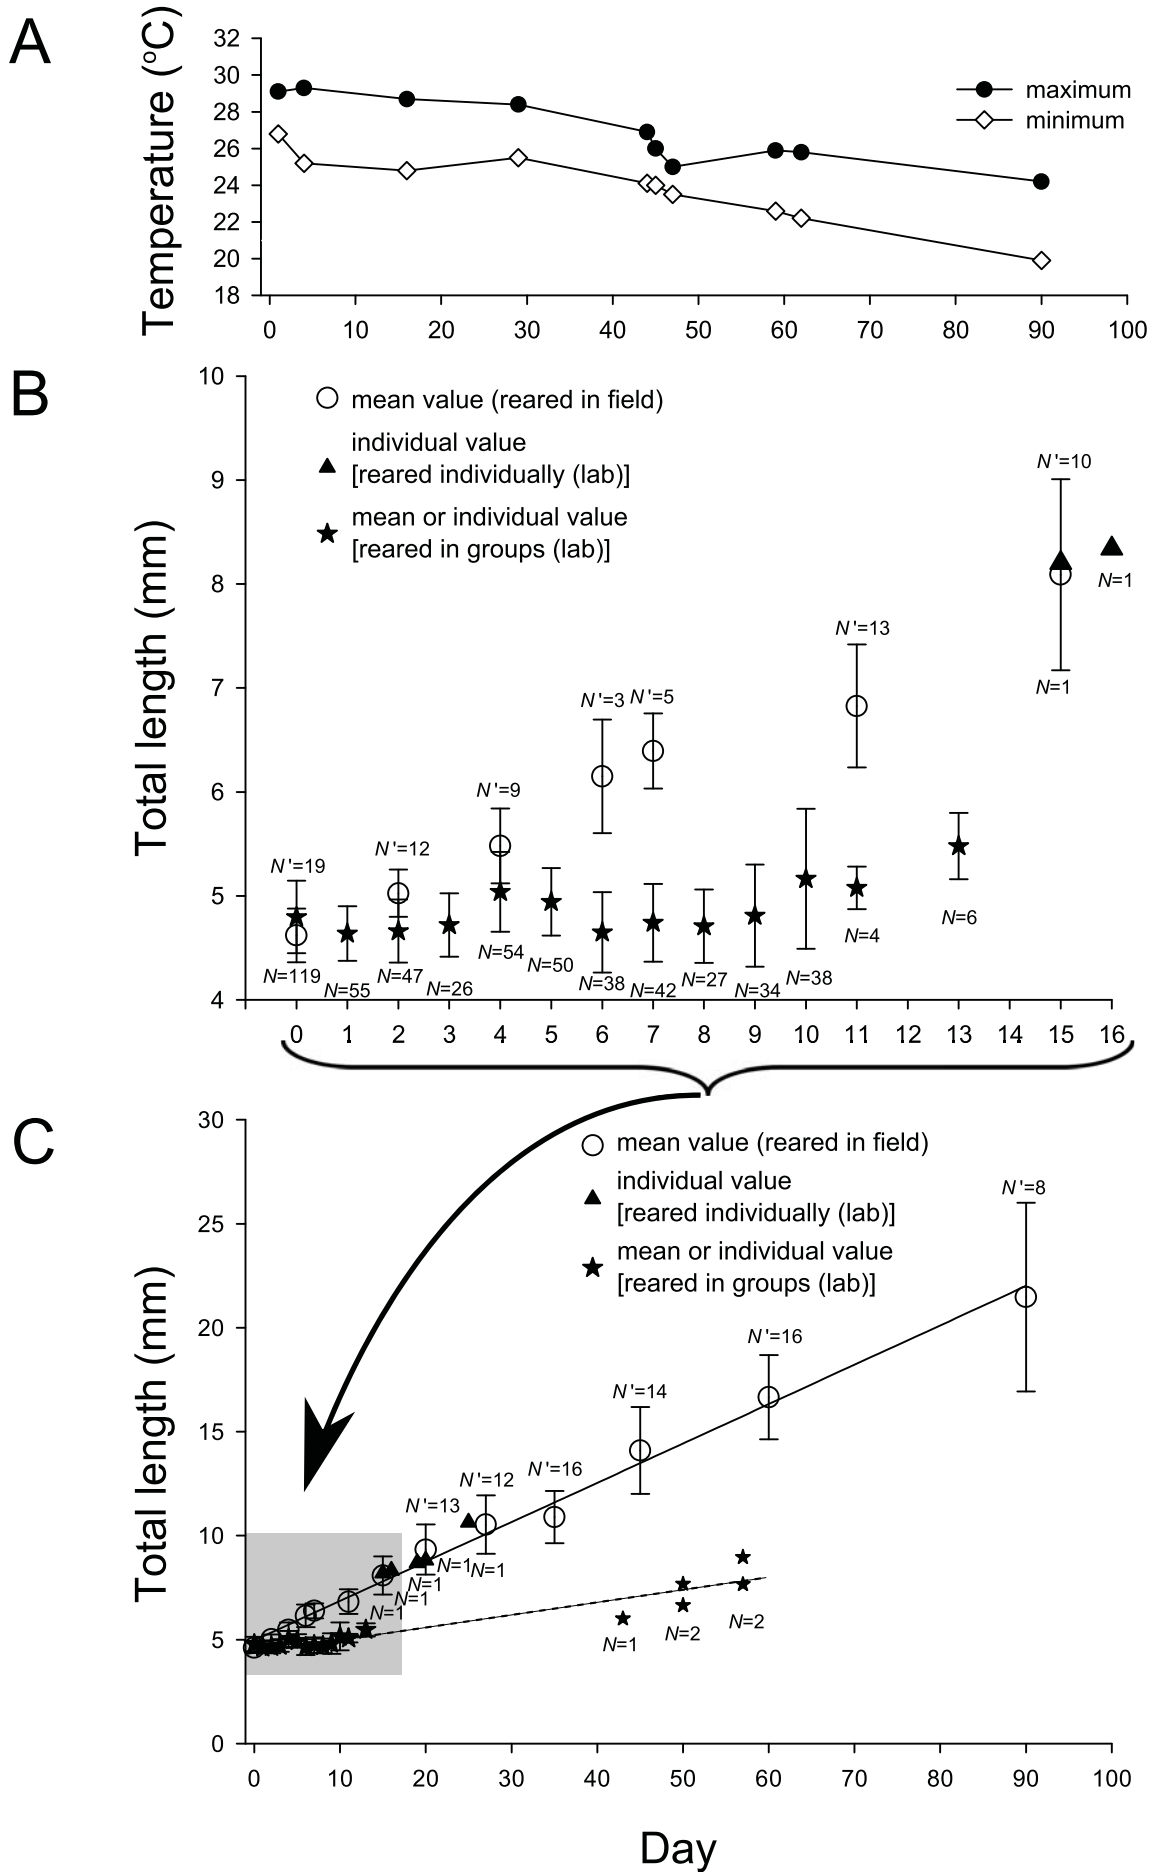 A
Temperature (ºC)
32
30
28
26
24
22
20
18
maximum
minimum
0 10 20 30 40 50 60 70 80 90 100
B
Total length (mm)
10
9
8
7
6
5
4
mean value (reared in field)
individual value
[reared individually (lab)]
mean or individual value
[reared in groups (lab)]
N'=10
N=1
N'=13
N=1
N'=3 N'=5
N'=9
N'=12
N'=19
N=6
N=4
N=54
N=50
N=119 N=47 N=38 N=27 N=38
N=55 N=26 N=42 N=34
0 1 2 3 4 5 6 7 8 9 10 11 12 13 14 15 16
C
Total length (mm)
30
25
20
15
10
5
0
mean value (reared in field)
individual value
[reared individually (lab)]
mean or individual value
[reared in groups (lab)]
N'=8
N'=16
N'=14
N'=16
N'=12
N'=13
N=1 N=1
N=1
N=1
N=1
N=2
N=2
N=1
0 10 20 30 40 50 60 70 80 90 100
Day